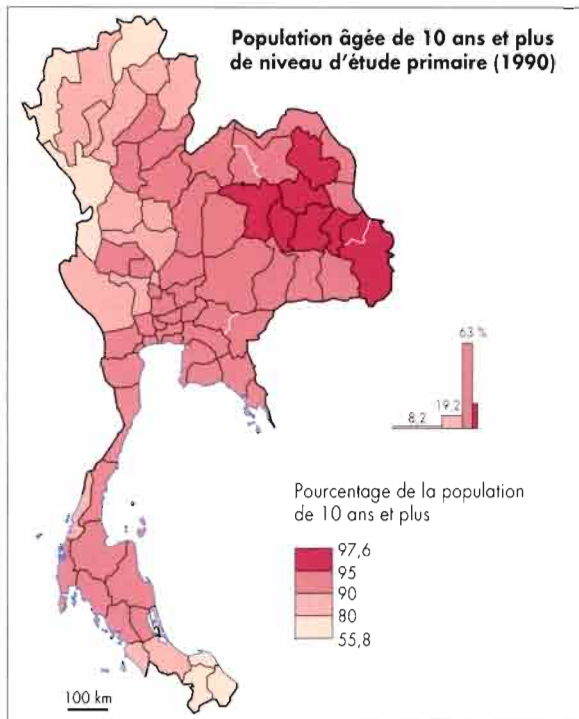 Population âgée de 10 ans et plus
de niveau d'étude primaire (1990)
63 %
19,2
8,2
Pourcentage de la population
de 10 ans et plus
97,6
95
90
80
55,8
100 km